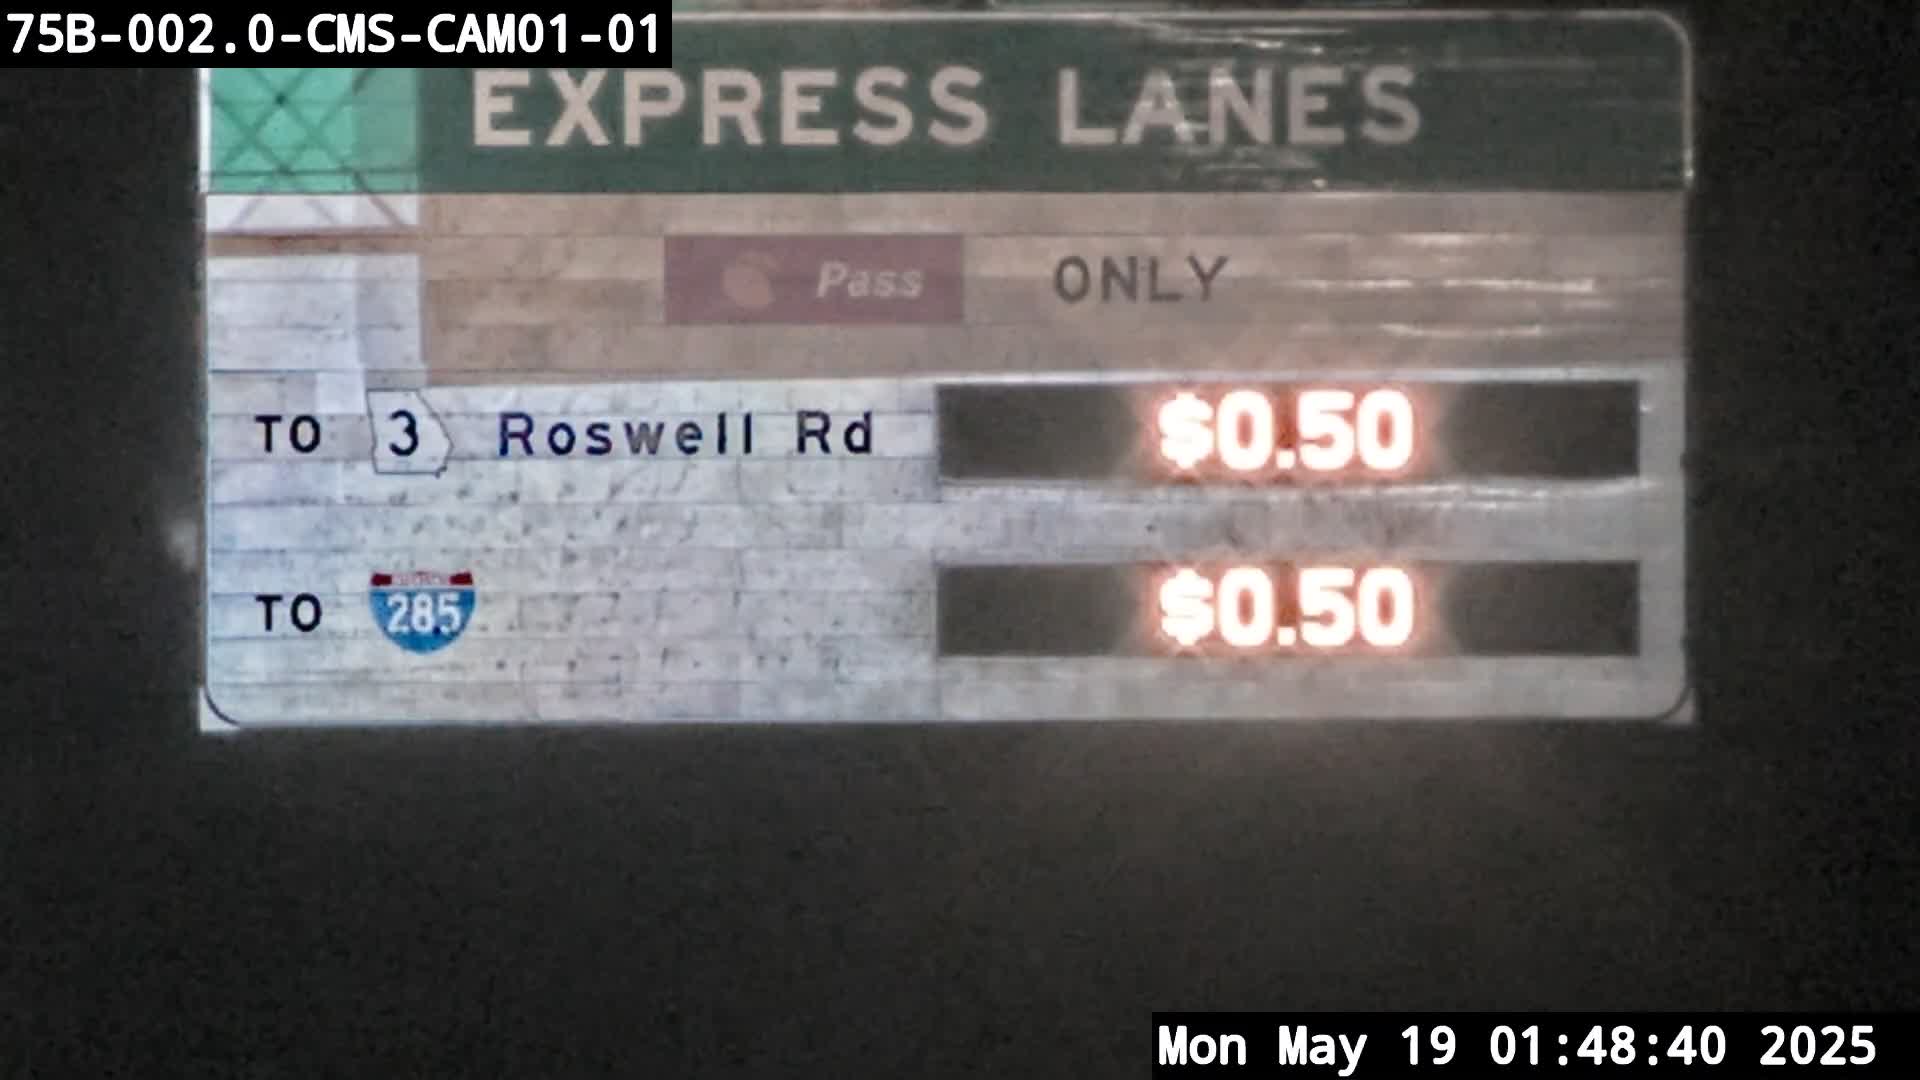 75B-002.0-CMS-CAM01-01
EXPRESS LANES
Pass ONLY
TO 3 Roswell Rd $0.50
TO 285 $0.50
Mon May 19 01:48:40 2025